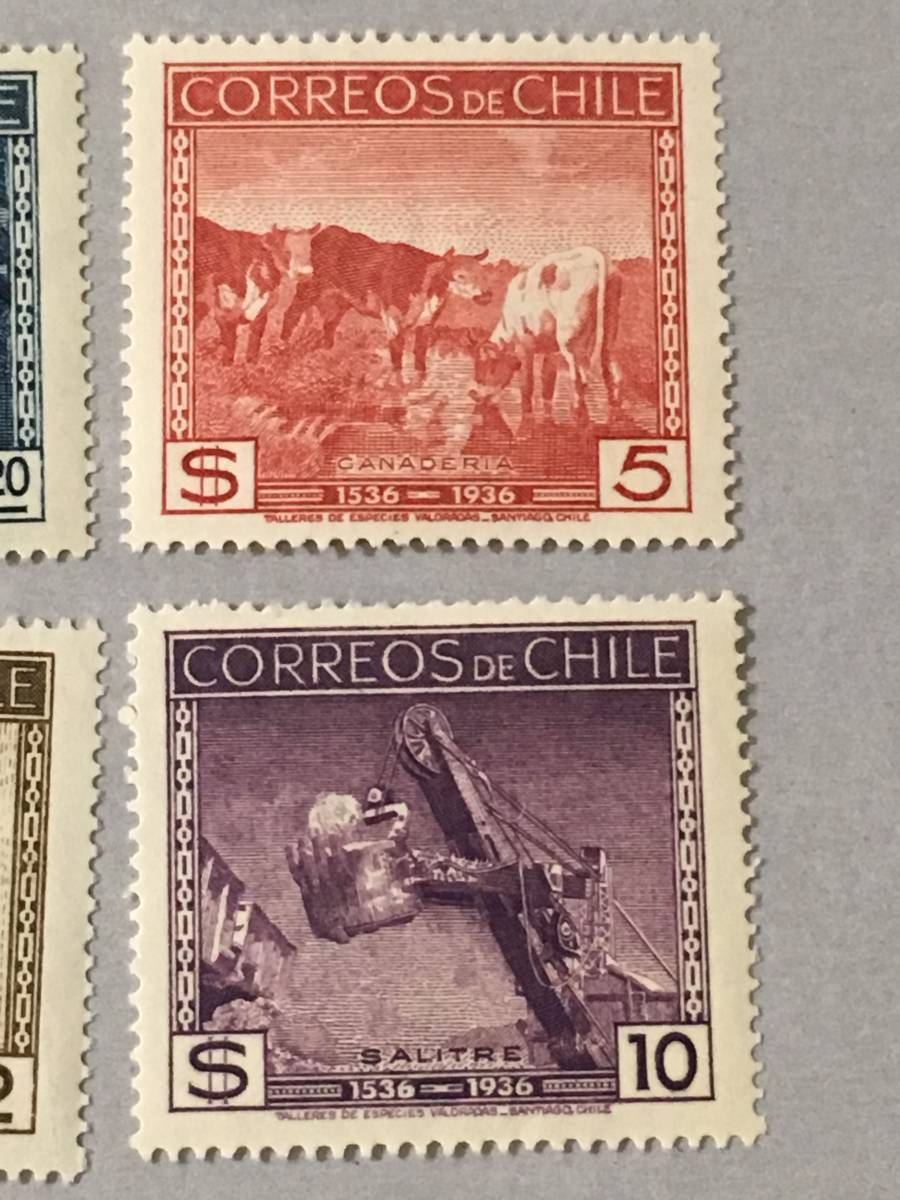 E
20
CORREOS DE CHILE
GANADERIA
$ 5
1536 — 1936
TALLERES DE ESPECIES VALORADAS _ SANTIAGO, CHILE
E
CORREOS DE CHILE
SALITRE
$ 10
1536 — 1936
TALLERES DE ESPECIES VALORADAS _ SANTIAGO, CHILE